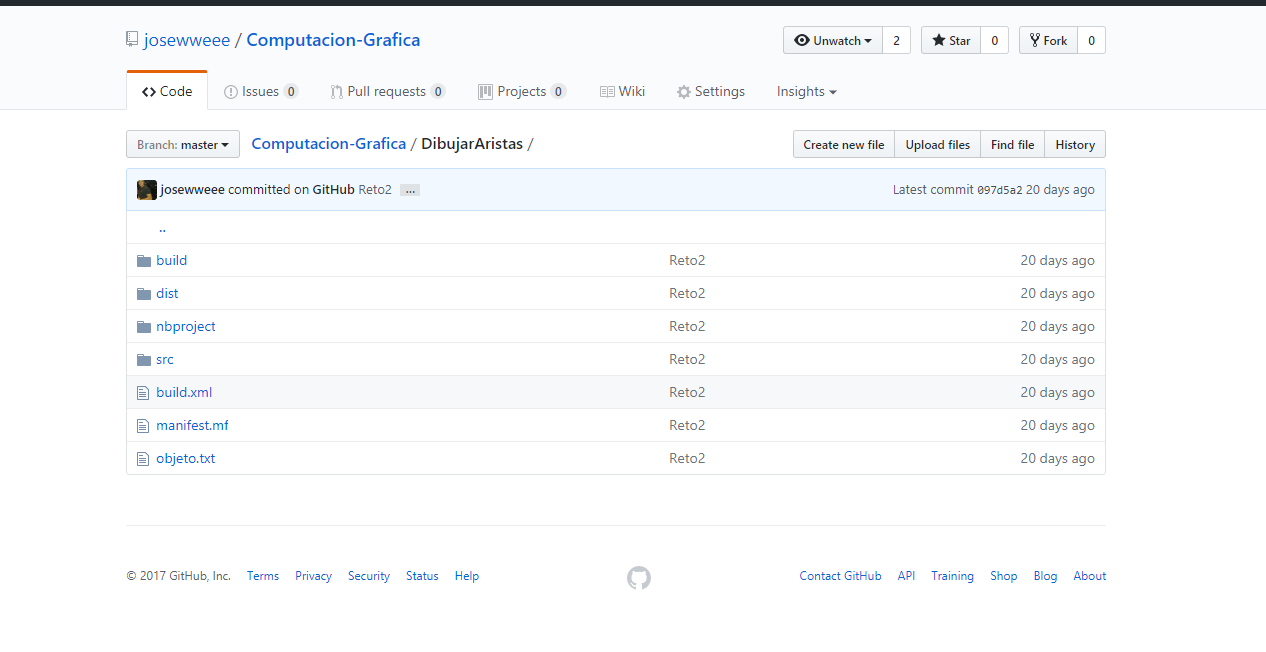 josewweee / Computacion-Grafica Unwatch 2 Star 0 Fork 0
Code Issues 0 Pull requests 0 Projects 0 Wiki Settings Insights
Branch: master Computacion-Grafica / DibujarAristas / Create new file Upload files Find file History
josewweee committed on GitHub Reto2 … Latest commit 097d5a2 20 days ago
..
build Reto2 20 days ago
dist Reto2 20 days ago
nbproject Reto2 20 days ago
src Reto2 20 days ago
build.xml Reto2 20 days ago
manifest.mf Reto2 20 days ago
objeto.txt Reto2 20 days ago
© 2017 GitHub, Inc. Terms Privacy Security Status Help Contact GitHub API Training Shop Blog About